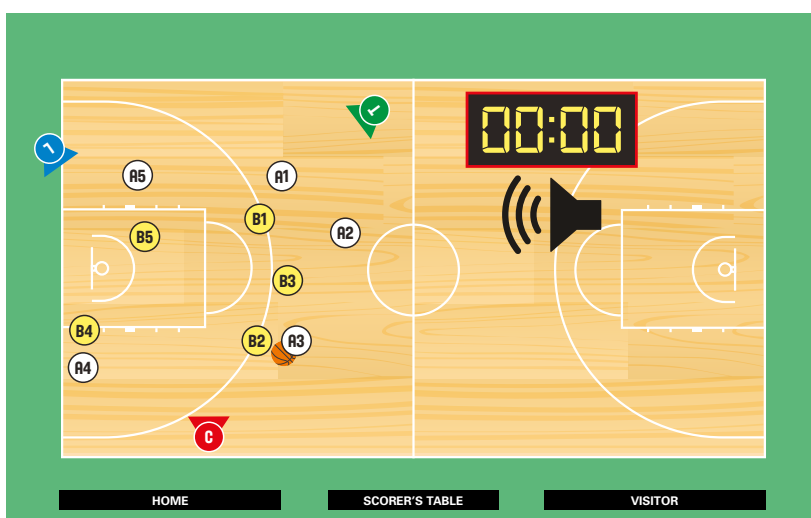 00:00
T
L
A5
A1
B1
A2
B5
B3
B4
B2
A3
A4
C
HOME
SCORER'S TABLE
VISITOR